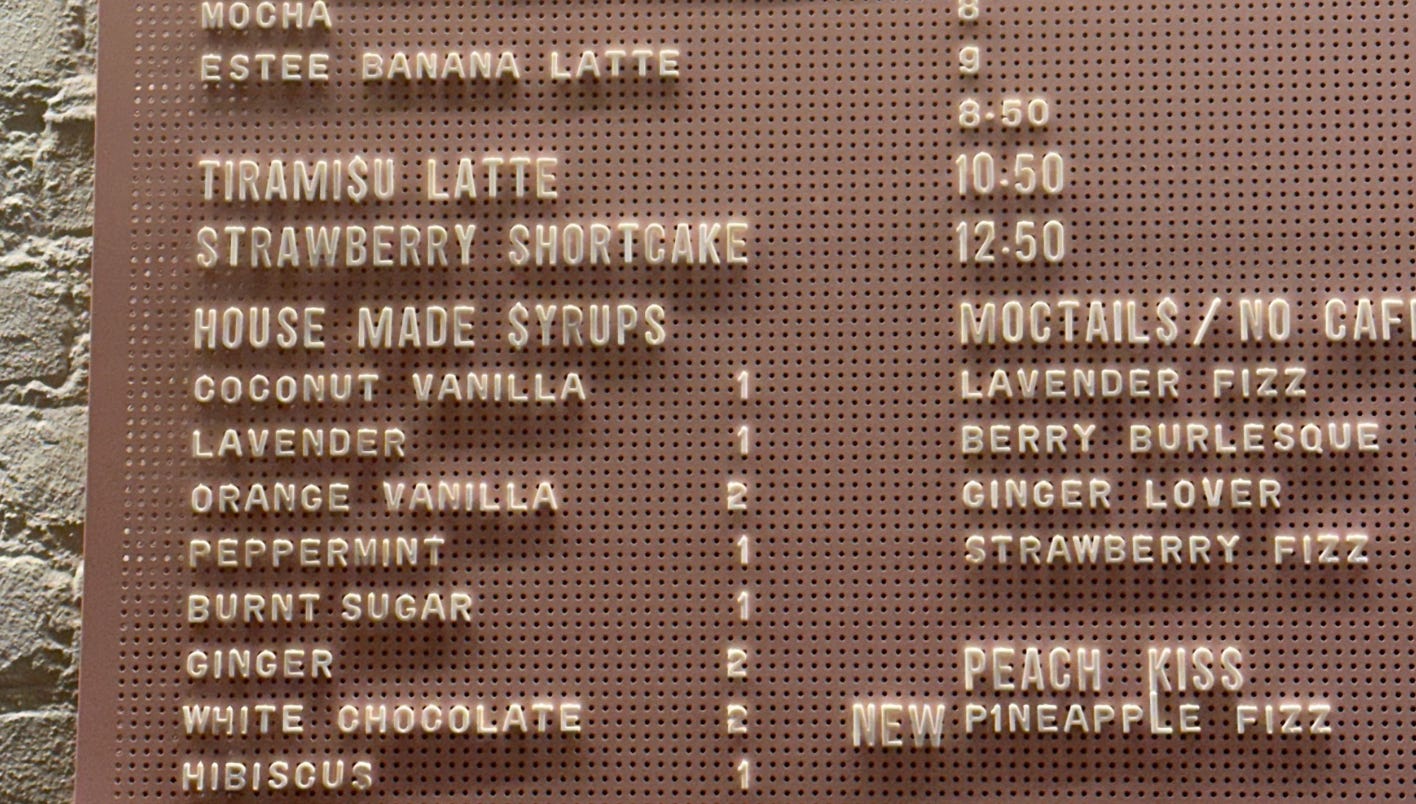 MOCHA 8
ESTEE BANANA LATTE 9
8.50
TIRAMI$U LATTE 10.50
STRAWBERRY SHORTCAKE 12.50
HOUSE MADE $YRUPS
COCONUT VANILLA 1
LAVENDER 1
ORANGE VANILLA 2
PEPPERMINT 1
BURNT SUGAR 1
GINGER 2
WHITE CHOCOLATE 2
HIBISCUS 1
MOCTAIL$/NO
LAVENDER FIZZ
BERRY BURLESQUE
GINGER LOVER
STRAWBERRY FIZZ
PEACH KISS
NEW P1NEAPPLE FIZZ